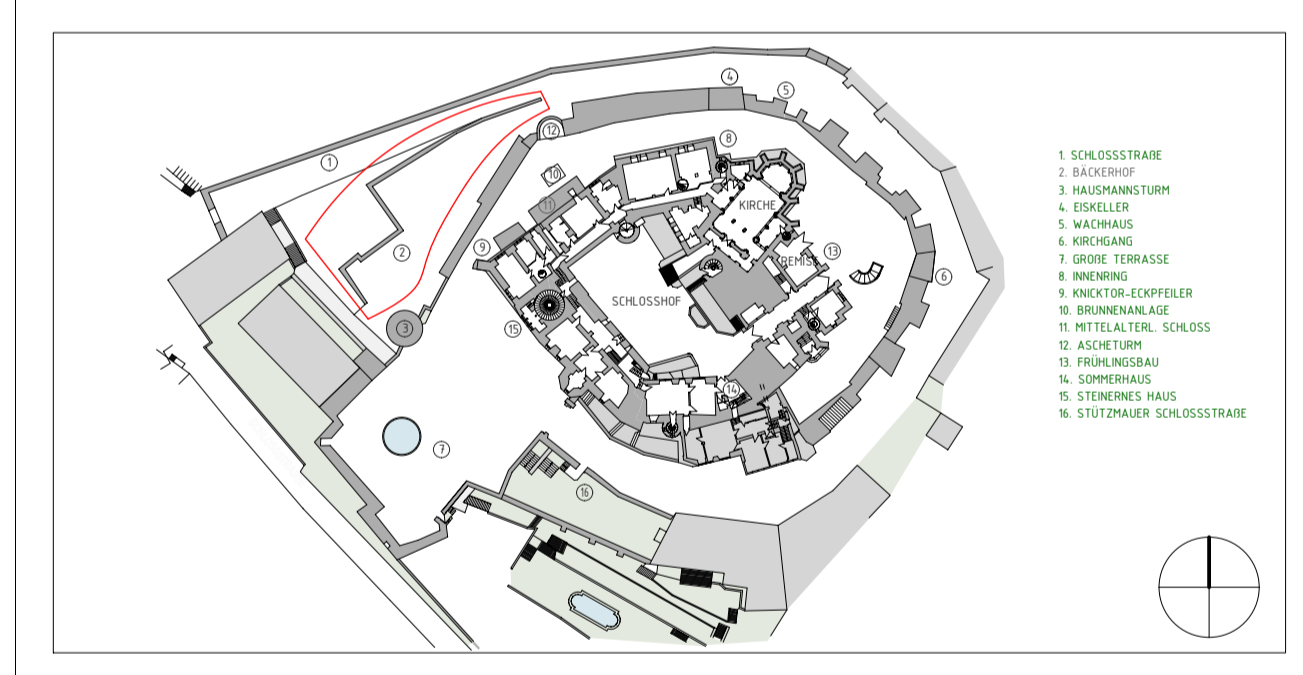 4
5
12
8
1
10
KIRCHE
11
2
9
REMISE
13
6
SCHLOSSHOF
3
15
14
7
16
1. SCHLOSSSTRAßE
2. BÄCKERHOF
3. HAUSMANNSTURM
4. EISKELLER
5. WACHHAUS
6. KIRCHGANG
7. GROßE TERRASSE
8. INNENRING
9. KNICKTOR-ECKPFEILER
10. BRUNNENANLAGE
11. MITTELALTERL. SCHLOSS
12. ASCHETURM
13. FRÜHLINGSBAU
14. SOMMERHAUS
15. STEINERNES HAUS
16. STÜTZMAUER SCHLOSSSTRAßE